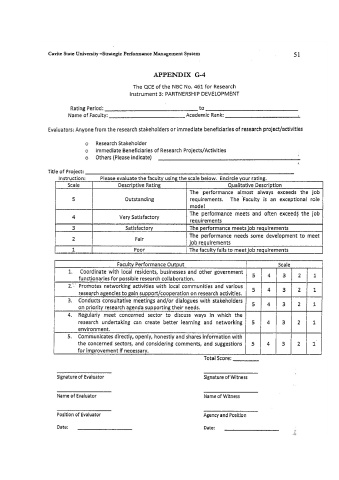 Cavite State University –Strategic Performance Management System 51
APPENDIX G-4
The QCE of the NBC No. 461 for Research
Instrument 3: PARTNERSHIP DEVELOPMENT
Rating Period: to
Name of Faculty: Academic Rank:
Evaluators: Anyone from the research stakeholders or immediate beneficiaries of research project/activities
o Research Stakeholder
o Immediate Beneficiaries of Research Projects/Activities
o Others (Please indicate)
Title of Project:
Instruction: Please evaluate the faculty using the scale below. Encircle your rating.
Scale Descriptive Rating Qualitative Description
5 Outstanding The performance almost always exceeds the job
requirements. The Faculty is an exceptional role
model
4 Very Satisfactory The performance meets and often exceeds the job
requirements
3 Satisfactory The performance meets job requirements
2 Fair The performance needs some development to meet
job requirements
1 Poor The faculty fails to meet job requirements
Faculty Performance Output Scale
1. Coordinate with local residents, businesses and other government
functionaries for possible research collaboration. 5 4 3 2 1
2. Promotes networking activities with local communities and various
research agencies to gain support/cooperation on research activities. 5 4 3 2 1
3. Conducts consultative meetings and/or dialogues with stakeholders
on priority research agenda supporting their needs. 5 4 3 2 1
4. Regularly meet concerned sector to discuss ways in which the
research undertaking can create better learning and networking
environment. 5 4 3 2 1
5. Communicates directly, openly, honestly and shares information with
the concerned sectors, and considering comments, and suggestions
for improvement if necessary. 5 4 3 2 1
Total Score:
Signature of Evaluator Signature of Witness
Name of Evaluator Name of Witness
Position of Evaluator Agency and Position
Date: Date: